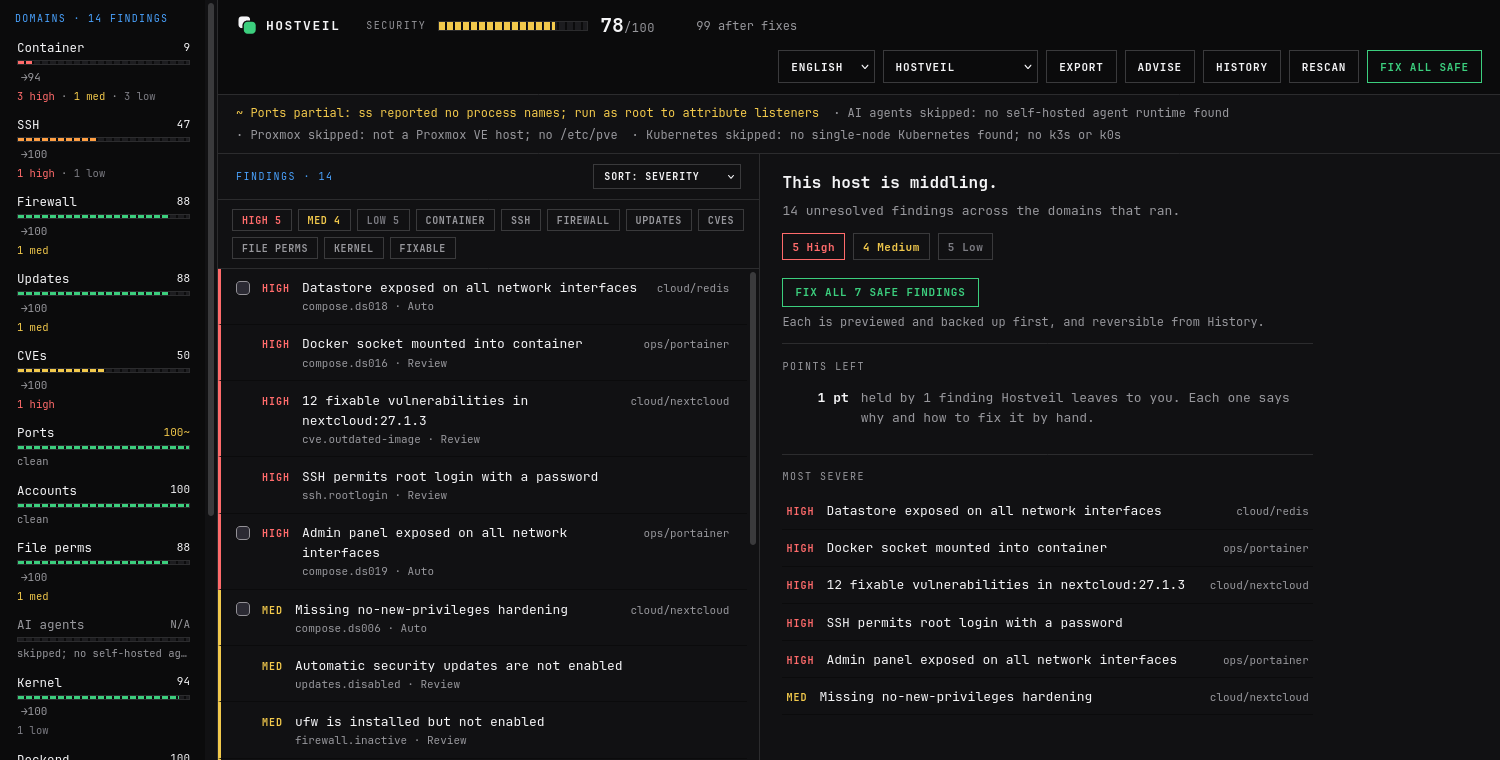 DOMAINS · 14 FINDINGS
Container 9
→94
3 high · 1 med · 3 low
SSH 47
→100
1 high · 1 low
Firewall 88
→100
1 med
Updates 88
→100
1 med
CVEs 50
→100
1 high
Ports 100~
clean
Accounts 100
clean
File perms 88
→100
1 med
AI agents N/A
skipped; no self-hosted ag…
Kernel 94
→100
1 low
HOSTVEIL SECURITY 78/100 99 after fixes
ENGLISH HOSTVEIL EXPORT ADVISE HISTORY RESCAN FIX ALL SAFE
~ Ports partial: ss reported no process names; run as root to attribute listeners · AI agents skipped: no self-hosted agent runtime found
· Proxmox skipped: not a Proxmox VE host; no /etc/pve · Kubernetes skipped: no single-node Kubernetes found; no k3s or k0s
FINDINGS · 14 SORT: SEVERITY
HIGH 5 MED 4 LOW 5 CONTAINER SSH FIREWALL UPDATES CVES
FILE PERMS KERNEL FIXABLE
HIGH Datastore exposed on all network interfaces cloud/redis
compose.ds018 · Auto
HIGH Docker socket mounted into container ops/portainer
compose.ds016 · Review
HIGH 12 fixable vulnerabilities in cloud/nextcloud
nextcloud:27.1.3
cve.outdated-image · Review
HIGH SSH permits root login with a password
ssh.rootlogin · Review
HIGH Admin panel exposed on all network ops/portainer
interfaces
compose.ds019 · Auto
MED Missing no-new-privileges hardening cloud/nextcloud
compose.ds006 · Auto
MED Automatic security updates are not enabled
updates.disabled · Review
MED ufw is installed but not enabled
firewall.inactive · Review
This host is middling.
14 unresolved findings across the domains that ran.
5 High 4 Medium 5 Low
FIX ALL 7 SAFE FINDINGS
Each is previewed and backed up first, and reversible from History.
POINTS LEFT
1 pt held by 1 finding Hostveil leaves to you. Each one says
why and how to fix it by hand.
MOST SEVERE
HIGH Datastore exposed on all network interfaces cloud/redis
HIGH Docker socket mounted into container ops/portainer
HIGH 12 fixable vulnerabilities in nextcloud:27.1.3 cloud/nextcloud
HIGH SSH permits root login with a password
HIGH Admin panel exposed on all network interfaces ops/portainer
MED Missing no-new-privileges hardening cloud/nextcloud